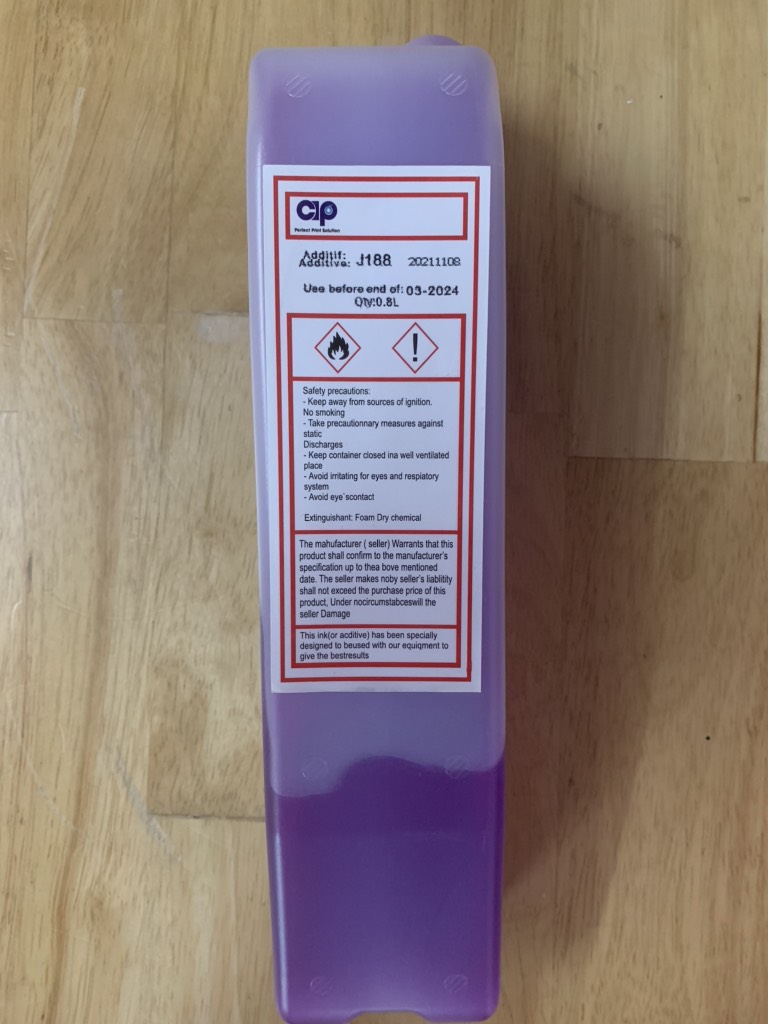 CIP
Perfect Print Solution
Additif:
Additive: J188 20211108
Use before end of: 03-2024
Qty:0.8L
!
Safety precautions:
- Keep away from sources of ignition.
No smoking
- Take precautionnary measures against
static
Discharges
- Keep container closed ina well ventilated
place
- Avoid irritating for eyes and respiatory
system
- Avoid eye`scontact
Extinguishant: Foam Dry chemical
The mahufacturer ( seller) Warrants that this
product shall confirm to the manufacturer's
specification up to thea bove mentioned
date. The seller makes noby seller's liablitity
shall not exceed the purchase price of this
product, Under nocircumstabceswill the
seller Damage
This ink(or acditive) has been specially
designed to beused with our equiqment to
give the bestresults